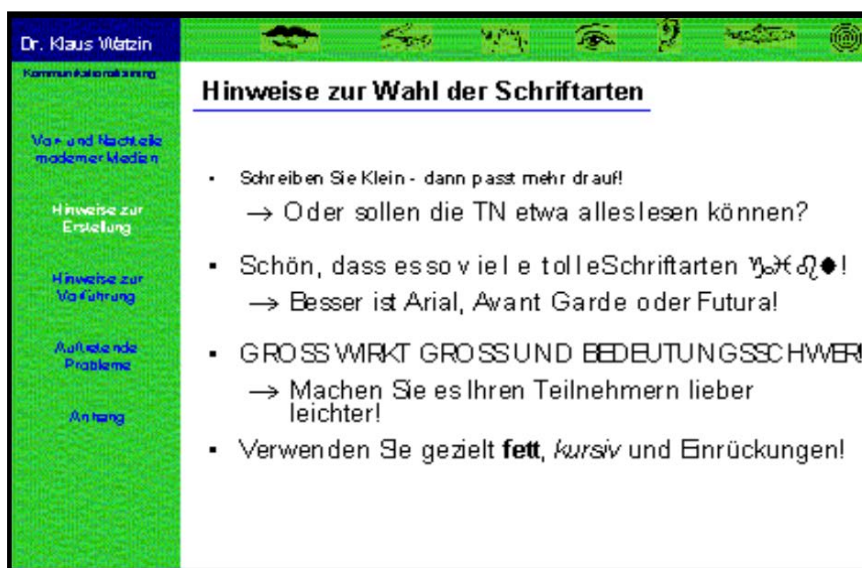 Dr. Klaus Watzin
Kommunikationstraining
Vor- und Nachteile
moderner Medien
Hinweise zur
Erstellung
Hinweise zur
Vorführung
Auftretende
Probleme
Anhang
Hinweise zur Wahl der Schriftarten
• Schreiben Sie Klein - dann passt mehr drauf!
→ Oder sollen die TN etwa alles lesen können?
• Schön, dass es so viele tolle Schriftarten ♑♓♌♦!
→ Besser ist Arial, Avant Garde oder Futura!
• GROSS WIRKT GROSS UND BEDEUTUNGSSCHWER!
→ Machen Sie es Ihren Teilnehmern lieber
leichter!
• Verwenden Sie gezielt fett, kursiv und Einrückungen!